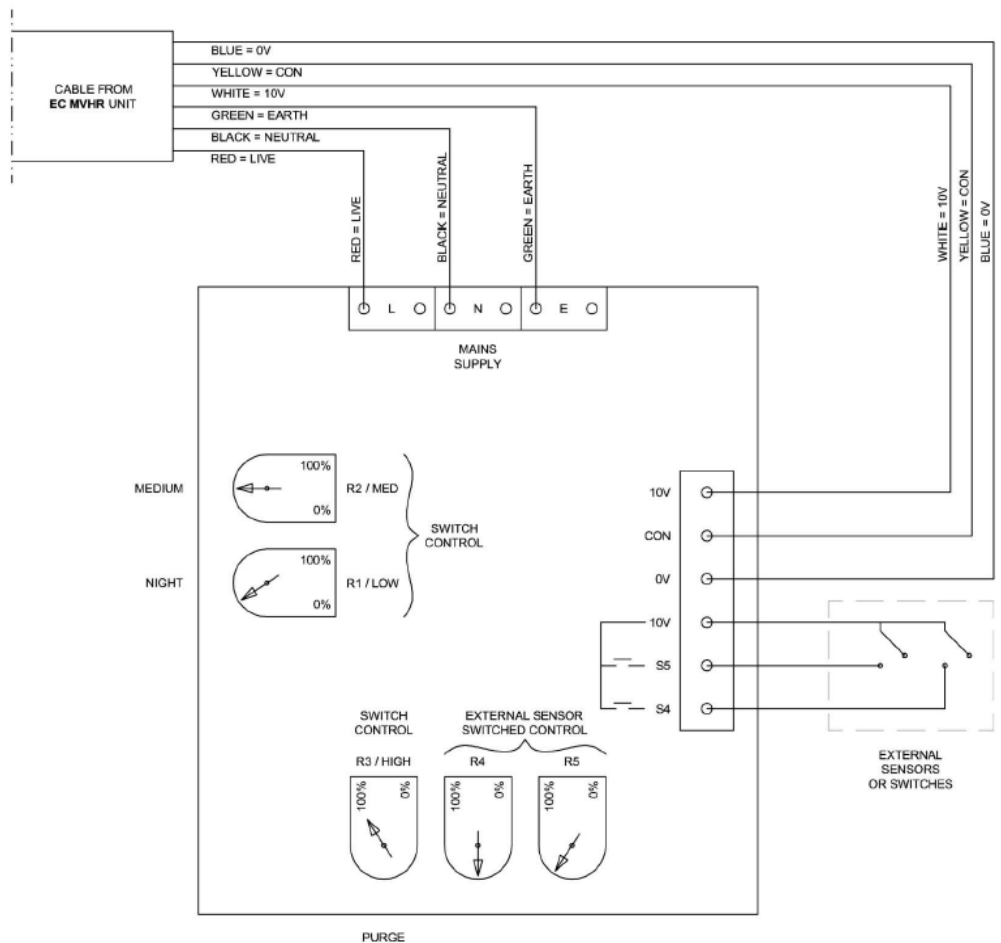 CABLE FROM
EC MVHR UNIT
BLUE = 0V
YELLOW = CON
WHITE = 10V
GREEN = EARTH
BLACK = NEUTRAL
RED = LIVE
RED = LIVE
BLACK = NEUTRAL
GREEN = EARTH
WHITE = 10V
YELLOW = CON
BLUE = 0V
L
N
E
MAINS
SUPPLY
MEDIUM
100%
0%
R2 / MED
NIGHT
100%
0%
R1 / LOW
SWITCH
CONTROL
10V
CON
0V
10V
S5
S4
EXTERNAL
SENSORS
OR SWITCHES
SWITCH
CONTROL
R3 / HIGH
100%
0%
EXTERNAL SENSOR
SWITCHED CONTROL
R4
100%
0%
R5
100%
0%
PURGE